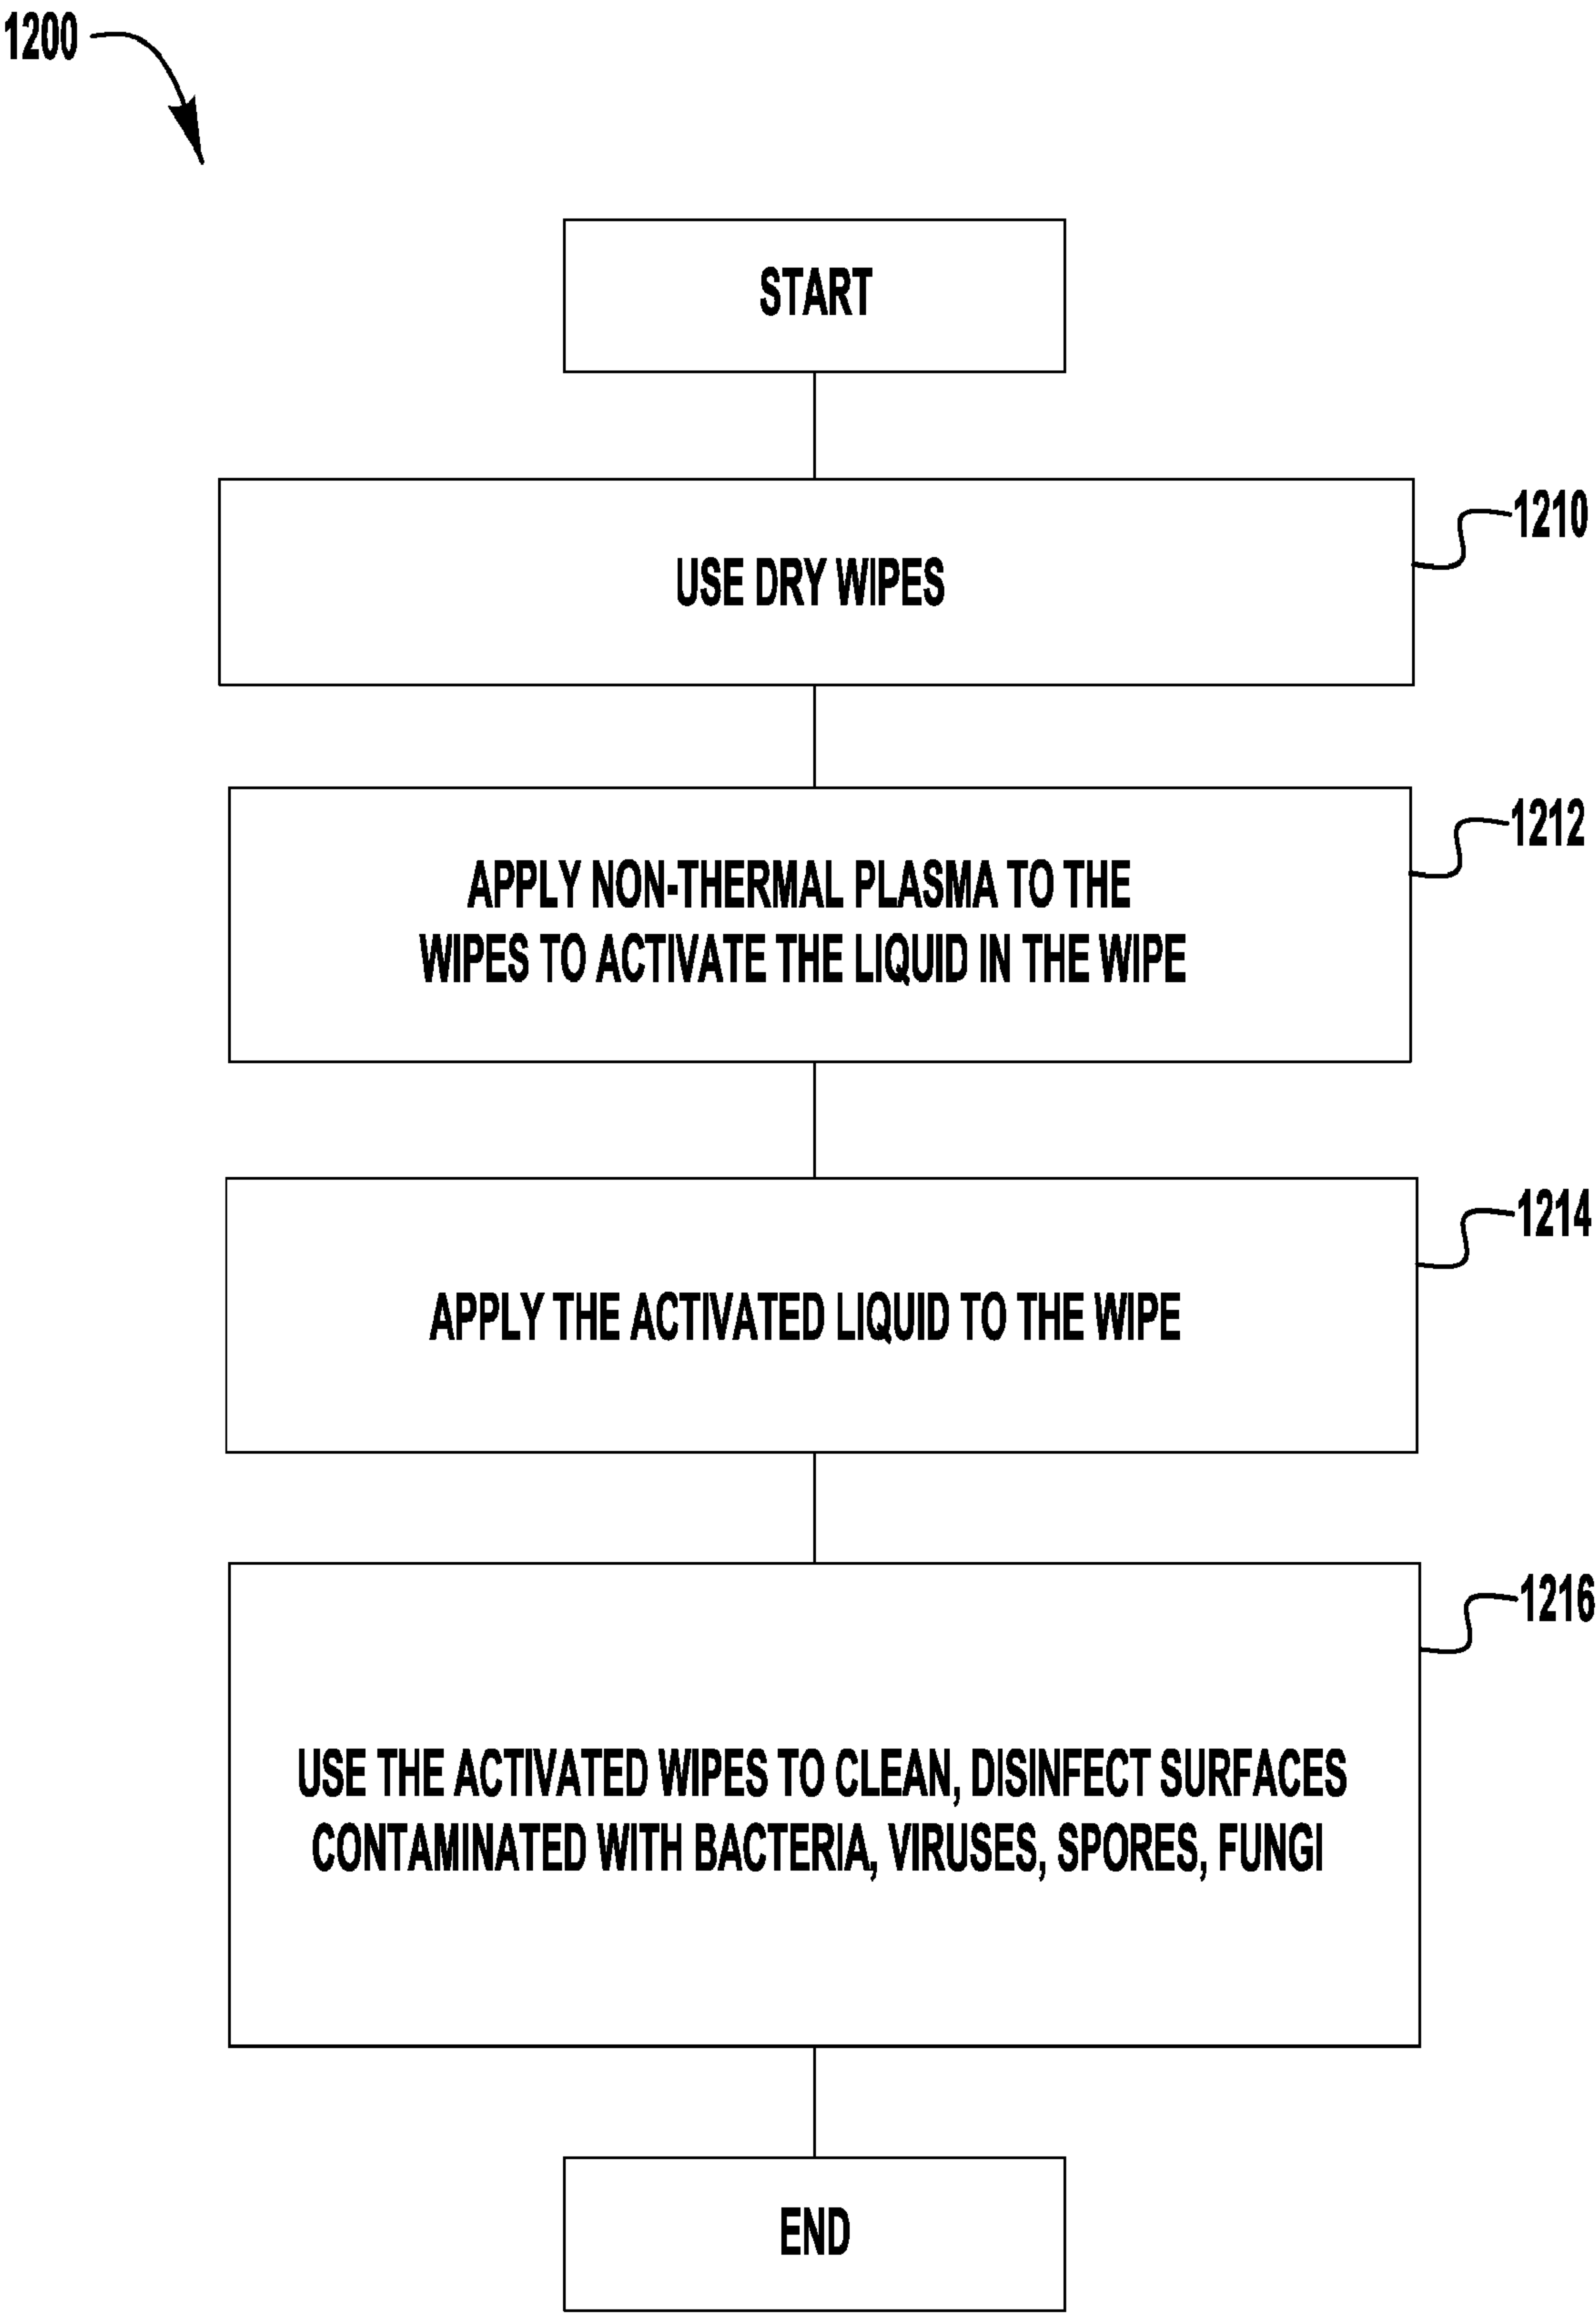 1200
START
1210
USE DRY WIPES
1212
APPLY NON-THERMAL PLASMA TO THE
WIPES TO ACTIVATE THE LIQUID IN THE WIPE
1214
APPLY THE ACTIVATED LIQUID TO THE WIPE
1216
USE THE ACTIVATED WIPES TO CLEAN, DISINFECT SURFACES
CONTAMINATED WITH BACTERIA, VIRUSES, SPORES, FUNGI
END